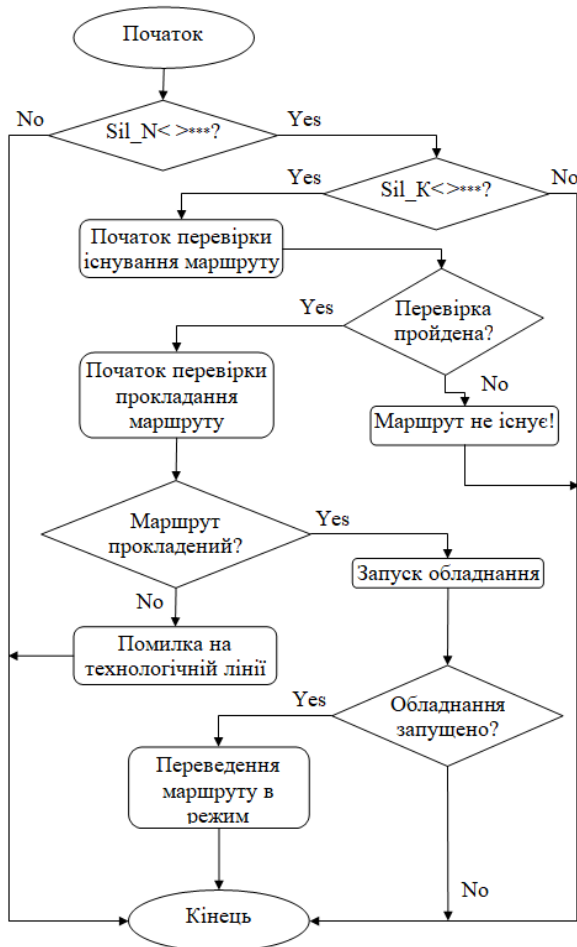 Початок
No
Sil_N< >***?
Yes
Yes
Sil_К< >***?
No
Початок перевірки
існування маршруту
Yes
Перевірка
пройдена?
Початок перевірки
прокладання
маршруту
No
Маршрут не існує!
Маршрут
прокладений?
Yes
Запуск обладнання
No
Помилка на
технологічній лінії
Yes
Обладнання
запущено?
Переведення
маршруту в
режим
No
Кінець